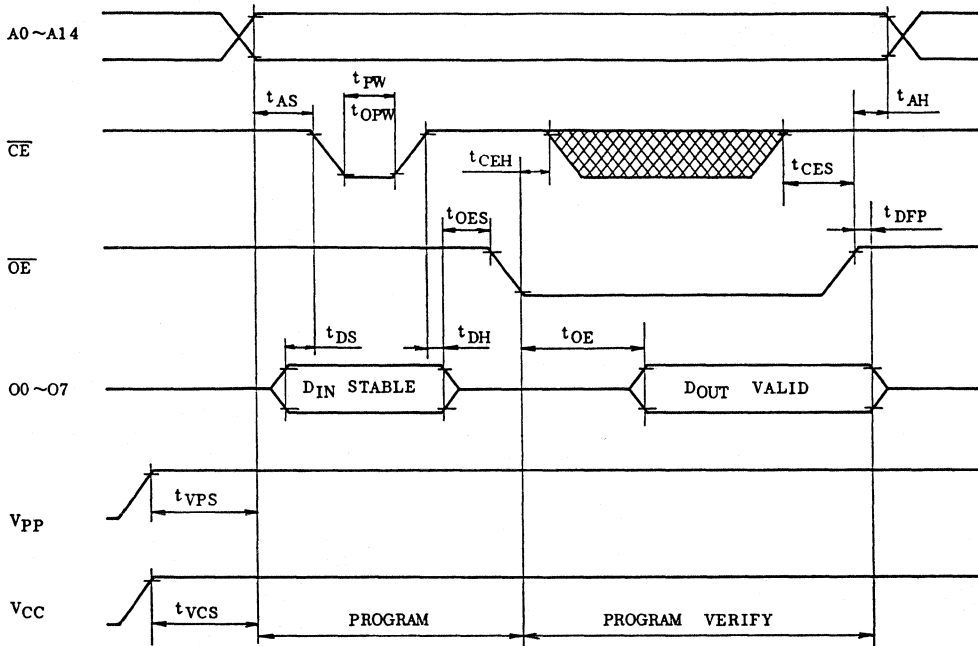 A0~A14
tAS
tPW
tOPW
tAH
CE
tCEH
tCES
tOES
tDFP
OE
tDS
tDH
tOE
O0~O7
DIN STABLE
DOUT VALID
VPP
tVPS
VCC
tVCS
PROGRAM
PROGRAM VERIFY